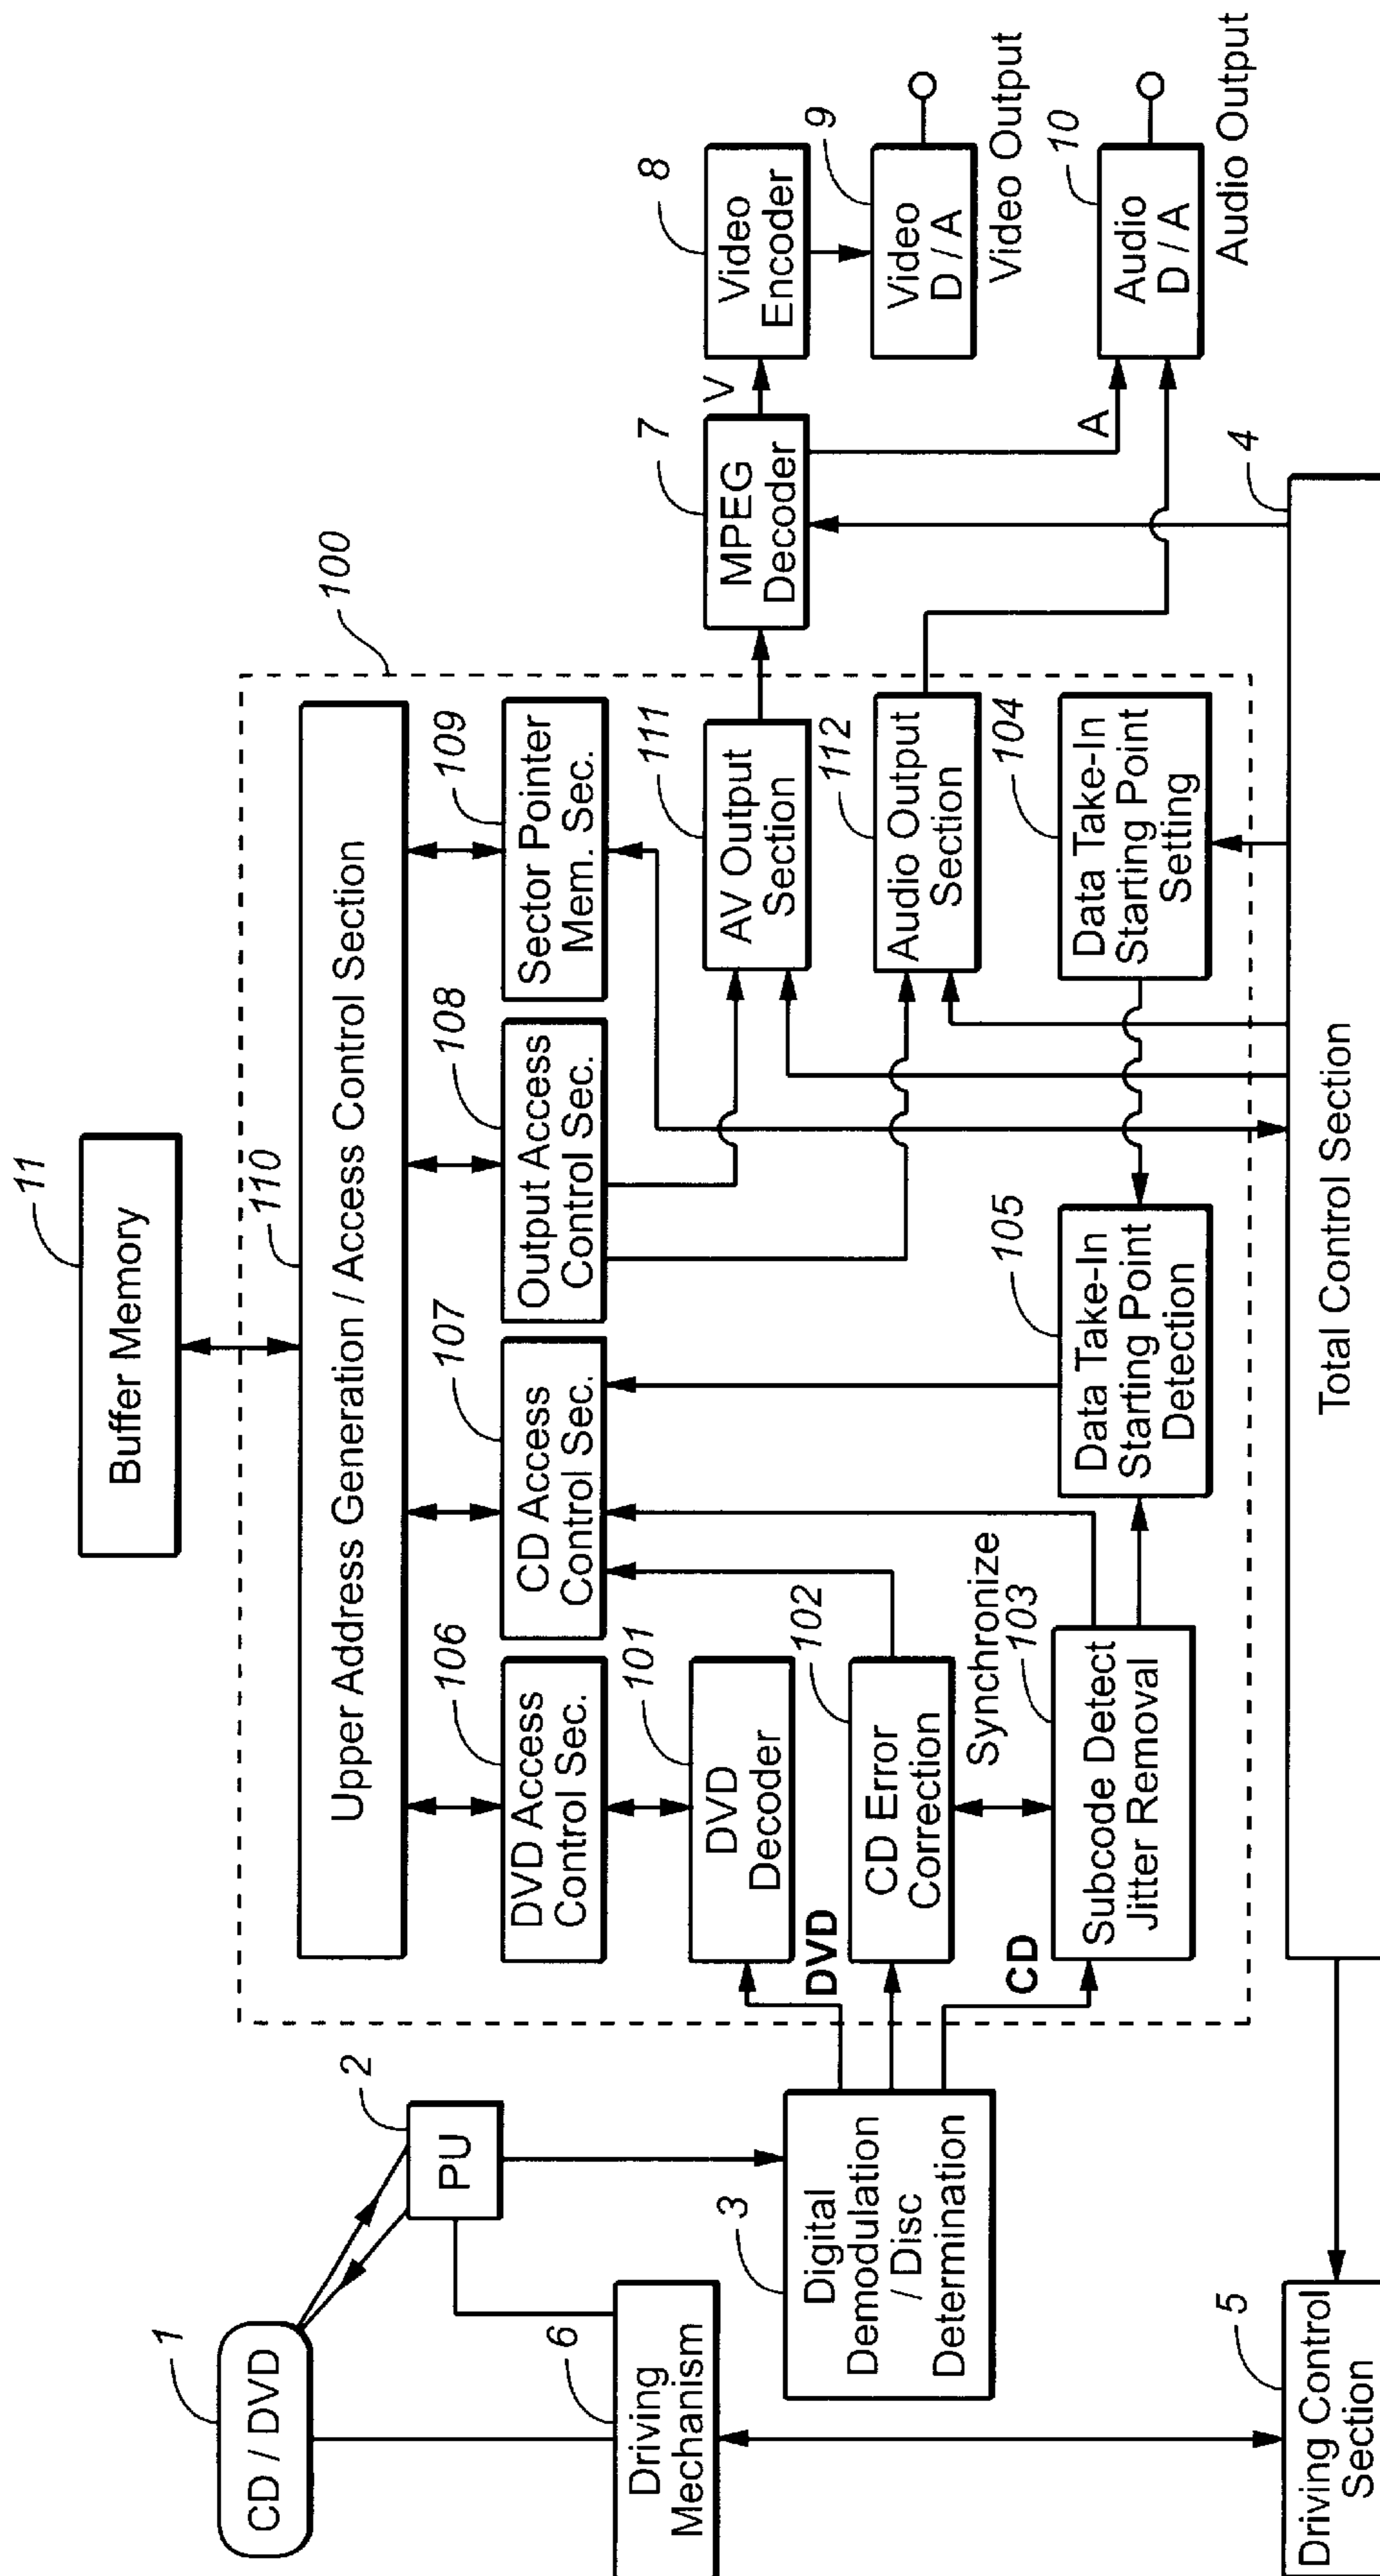 1
CD / DVD
2
PU
6
Driving
Mechanism
3
Digital
Demodulation
/ Disc
Determination
5
Driving Control
Section
11
Buffer Memory
100
110
Upper Address Generation / Access Control Section
106
DVD Access
Control Sec.
107
CD Access
Control Sec.
108
Output Access
Control Sec.
109
Sector Pointer
Mem. Sec.
101
DVD
Decoder
DVD
102
CD Error
Correction
Synchronize
CD
103
Subcode Detect
Jitter Removal
105
Data Take-In
Starting Point
Detection
104
Data Take-In
Starting Point
Setting
111
AV Output
Section
112
Audio Output
Section
4
Total Control Section
7
MPEG
Decoder
V
A
8
Video
Encoder
9
Video
D / A
Video Output
10
Audio
D / A
Audio Output